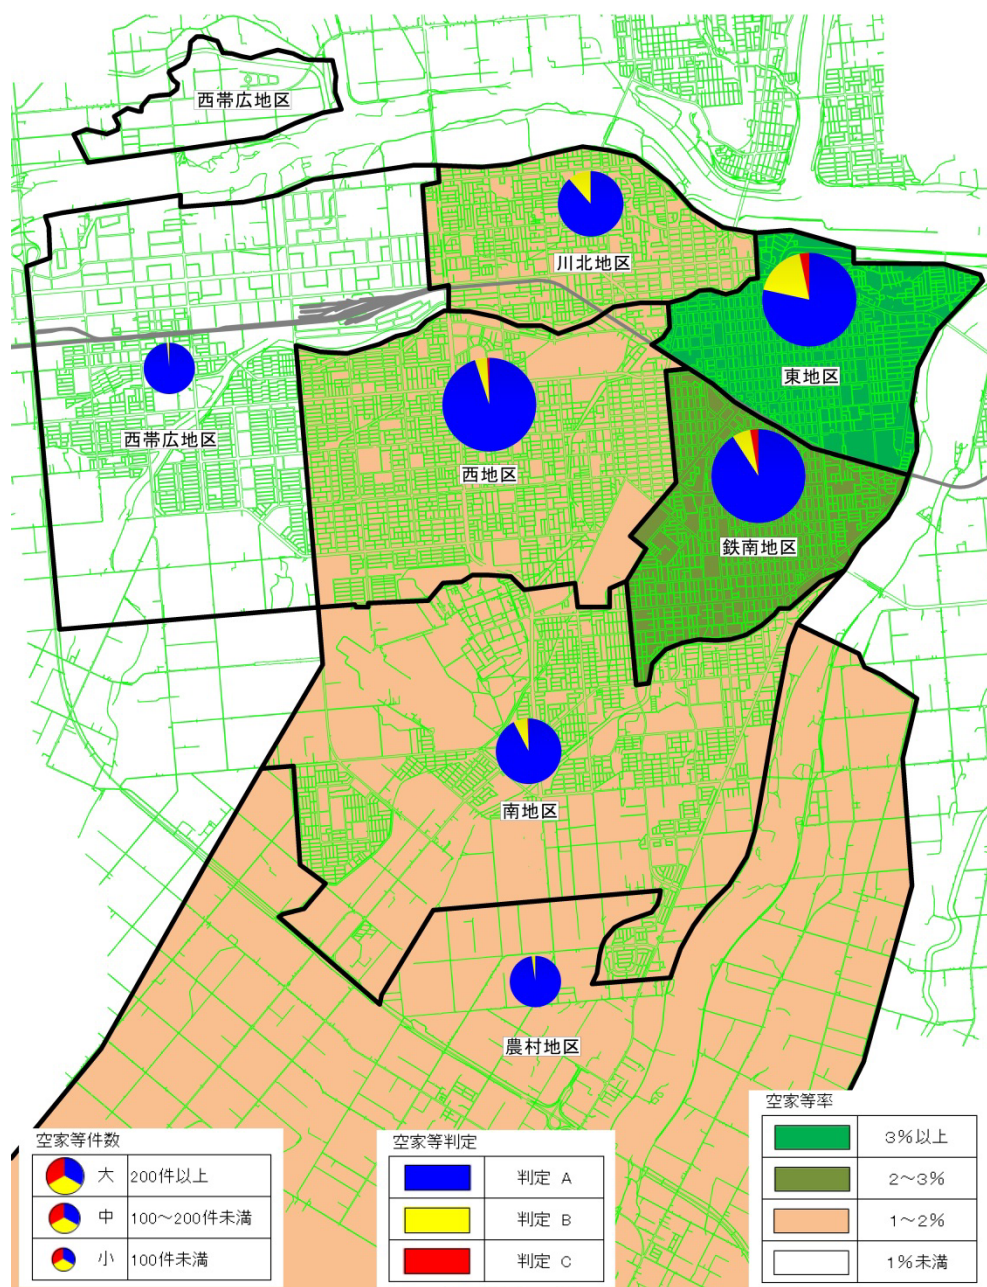 西帯広地区
川北地区
東地区
西帯広地区
西地区
鉄南地区
南地区
農村地区
空家等件数
大 200件以上
中 100～200件未満
小 100件未満
空家等判定
判定 A
判定 B
判定 C
空家等率
3％以上
2～3％
1～2％
1％未満